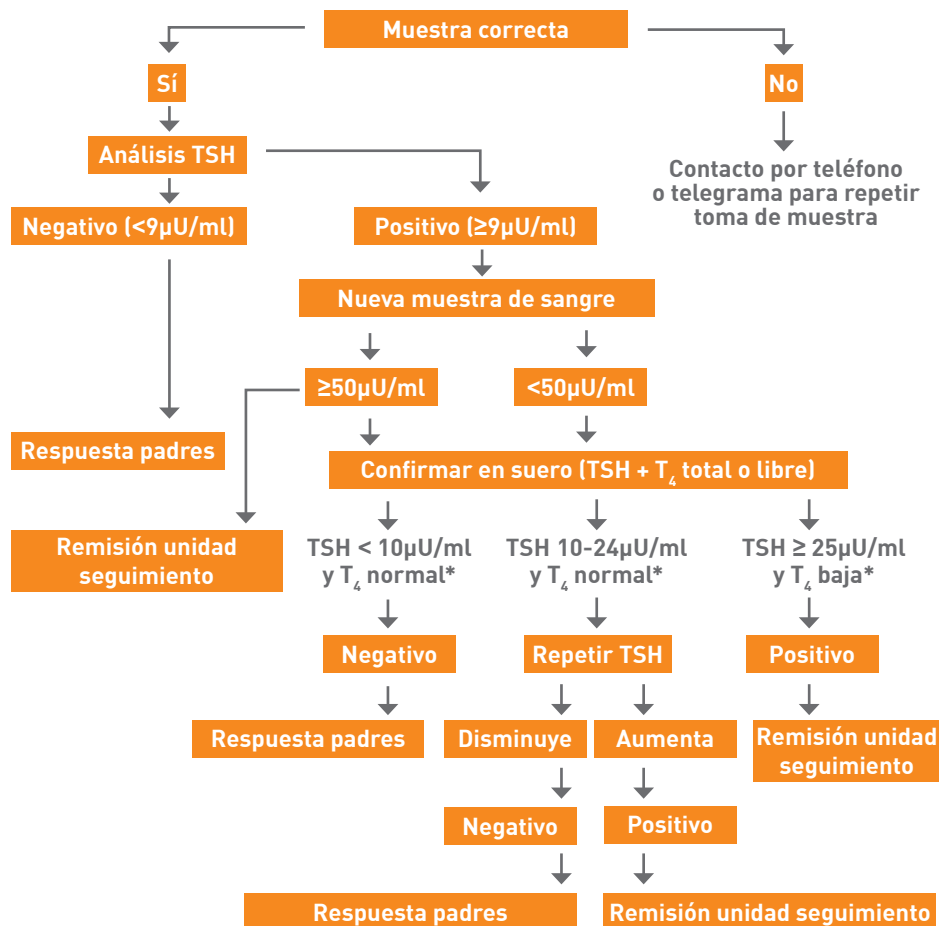 Muestra correcta
Sí
No
Análisis TSH
Contacto por teléfono
o telegrama para repetir
toma de muestra
Negativo (<9µU/ml)
Positivo (≥9µU/ml)
Nueva muestra de sangre
≥50µU/ml
<50µU/ml
Respuesta padres
Confirmar en suero (TSH + T4 total o libre)
Remisión unidad
seguimiento
TSH < 10µU/ml
y T4 normal*
TSH 10-24µU/ml
y T4 normal*
TSH ≥ 25µU/ml
y T4 baja*
Negativo
Repetir TSH
Positivo
Respuesta padres
Disminuye
Aumenta
Remisión unidad
seguimiento
Negativo
Positivo
Respuesta padres
Remisión unidad seguimiento